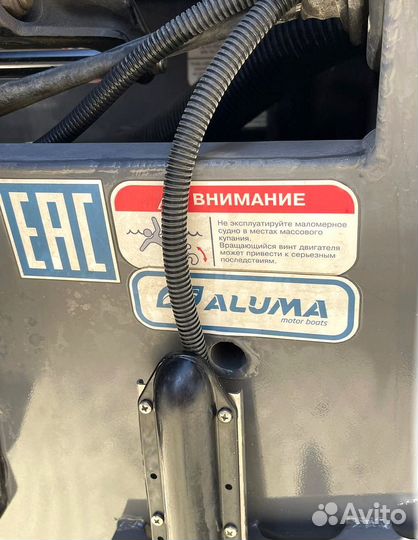 EAC
ВНИМАНИЕ
Не эксплуатируйте маломерное
судно в местах массового
купания.
Вращающийся винт двигателя
может привести к серьезным
последствиям.
ALUMA
motor boats
Avito